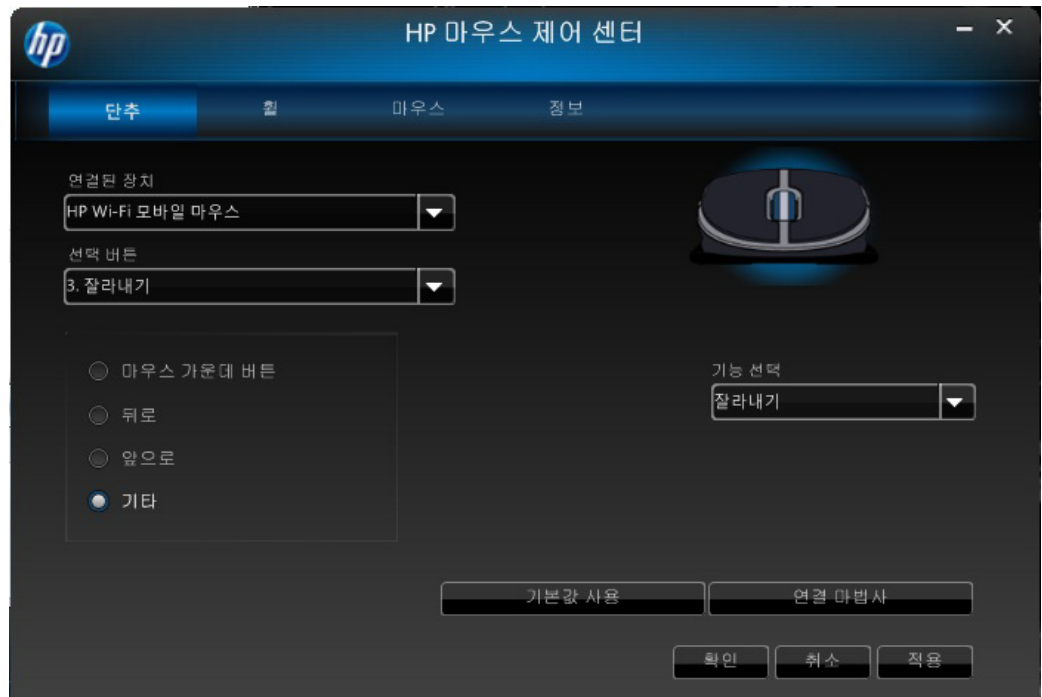 hp
HP 마우스 제어 센터
단추 휠 마우스 정보
연결된 장치
HP Wi-Fi 모바일 마우스
선택 버튼
3. 잘라내기
마우스 가운데 버튼
뒤로
앞으로
기타
기능 선택
잘라내기
기본값 사용 연결 마법사
확인 취소 적용